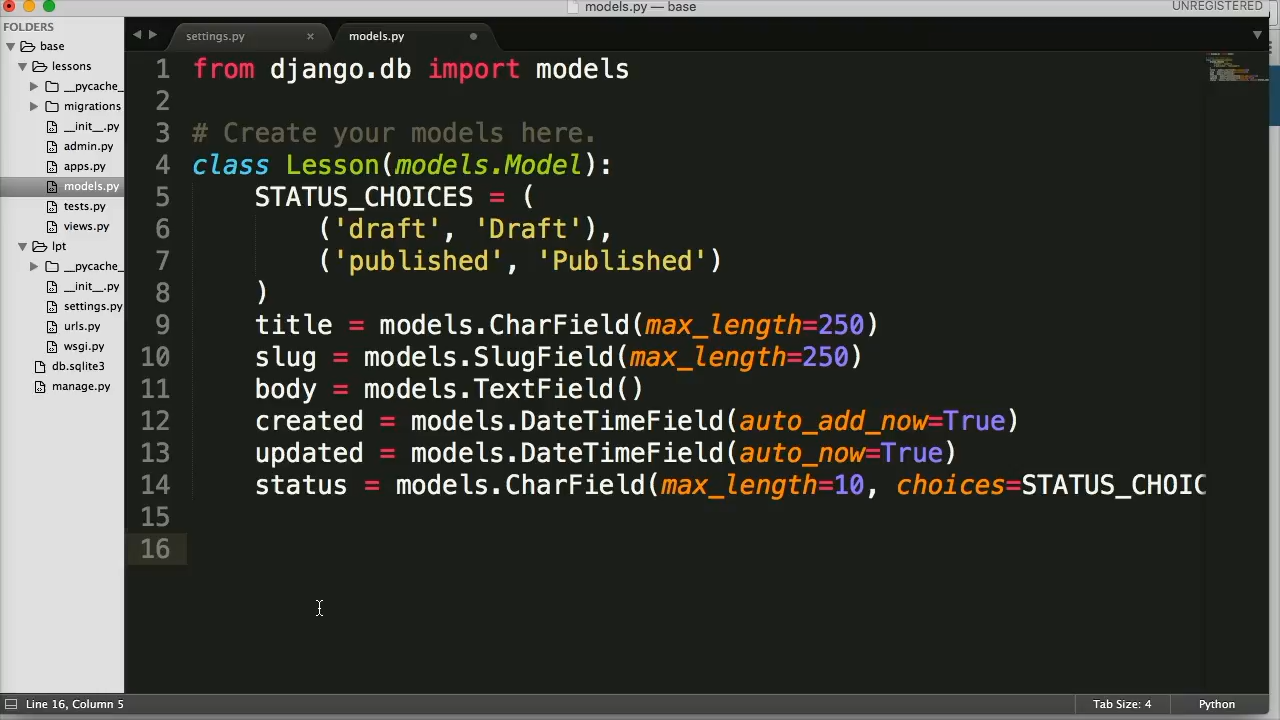 models.py — base
UNREGISTERED
FOLDERS
base
lessons
__pycache_
migrations
__init__.py
admin.py
apps.py
models.py
tests.py
views.py
lpt
__pycache_
__init__.py
settings.py
urls.py
wsgi.py
db.sqlite3
manage.py
settings.py
models.py
1 from django.db import models
2
3 # Create your models here.
4 class Lesson(models.Model):
5 STATUS_CHOICES = (
6 ('draft', 'Draft'),
7 ('published', 'Published')
8 )
9 title = models.CharField(max_length=250)
10 slug = models.SlugField(max_length=250)
11 body = models.TextField()
12 created = models.DateTimeField(auto_add_now=True)
13 updated = models.DateTimeField(auto_now=True)
14 status = models.CharField(max_length=10, choices=STATUS_CHOIC
15
16
Line 16, Column 5
Tab Size: 4
Python